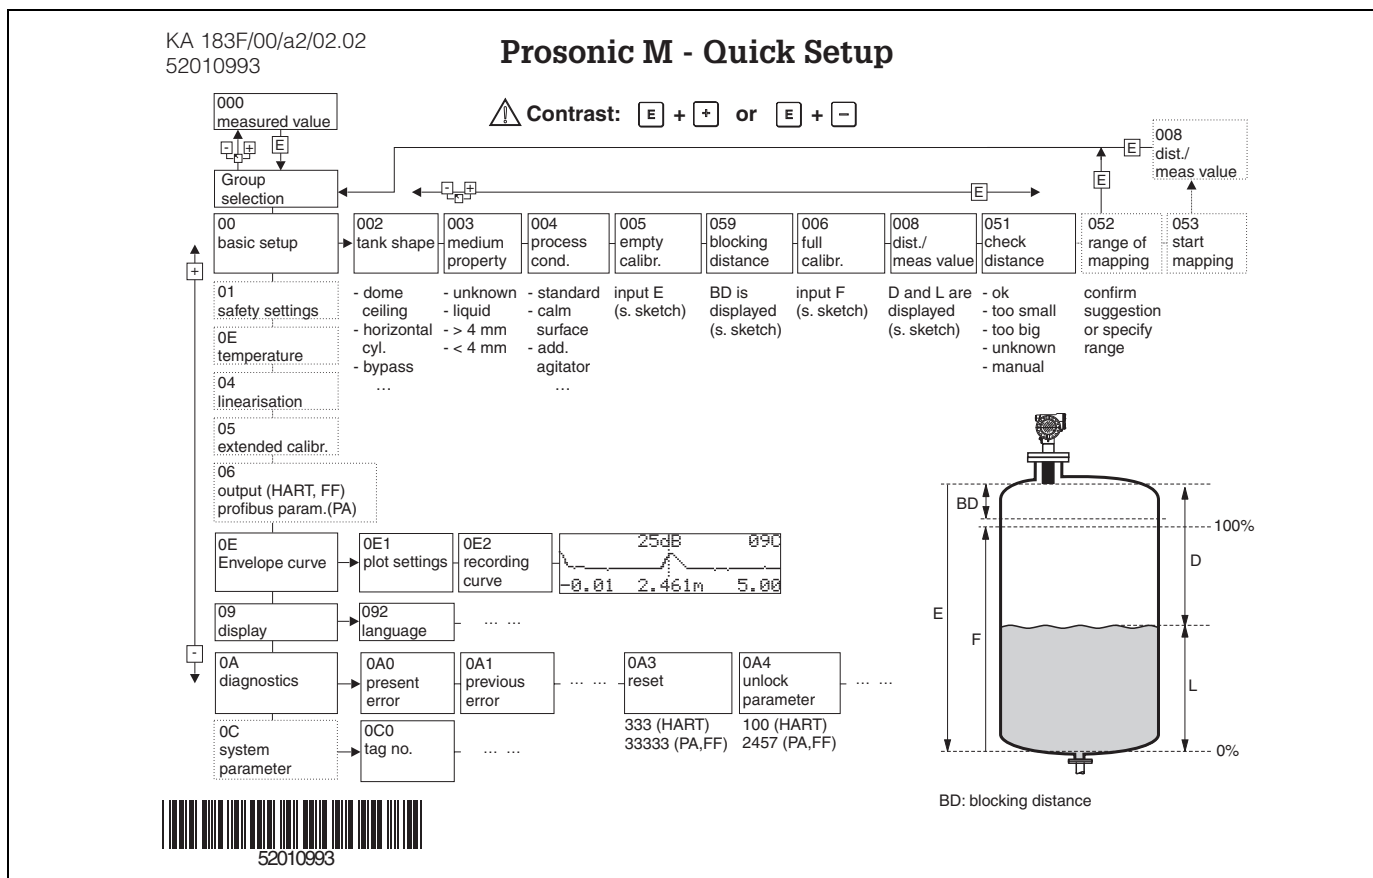 KA 183F/00/a2/02.02
52010993
Prosonic M - Quick Setup
Contrast: E + + or E + −
000
measured value
- +
E
Group
selection
- +
E
E
E
008
dist./
meas value
00
basic setup
002
tank shape
003
medium
property
004
process
cond.
005
empty
calibr.
059
blocking
distance
006
full
calibr.
008
dist./
meas value
051
check
distance
052
range of
mapping
053
start
mapping
- dome
ceiling
- horizontal
cyl.
- bypass
...
- unknown
- liquid
- > 4 mm
- < 4 mm
- standard
- calm
surface
- add.
agitator
...
input E
(s. sketch)
BD is
displayed
(s. sketch)
input F
(s. sketch)
D and L are
displayed
(s. sketch)
- ok
- too small
- too big
- unknown
- manual
confirm
suggestion
or specify
range
+
01
safety settings
0E
temperature
04
linearisation
05
extended calibr.
06
output (HART, FF)
profibus param.(PA)
0E
Envelope curve
0E1
plot settings
0E2
recording
curve
25dB 09C
-0.01 2.461m 5.00
09
display
092
language
... ...
-
0A
diagnostics
0A0
present
error
0A1
previous
error
... ...
0A3
reset
0A4
unlock
parameter
... ...
333 (HART)
33333 (PA,FF)
100 (HART)
2457 (PA,FF)
0C
system
parameter
0C0
tag no.
... ...
BD
100%
D
E
F
L
0%
BD: blocking distance
52010993